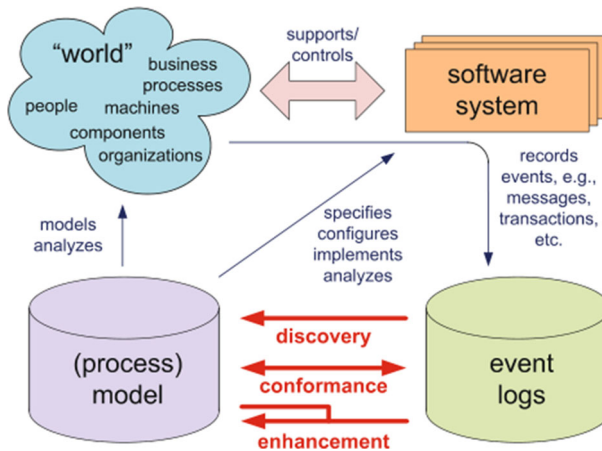 “world”
business
processes
people
machines
components
organizations
supports/
controls
software
system
records
events, e.g.,
messages,
transactions,
etc.
models
analyzes
specifies
configures
implements
analyzes
(process)
model
discovery
conformance
enhancement
event
logs